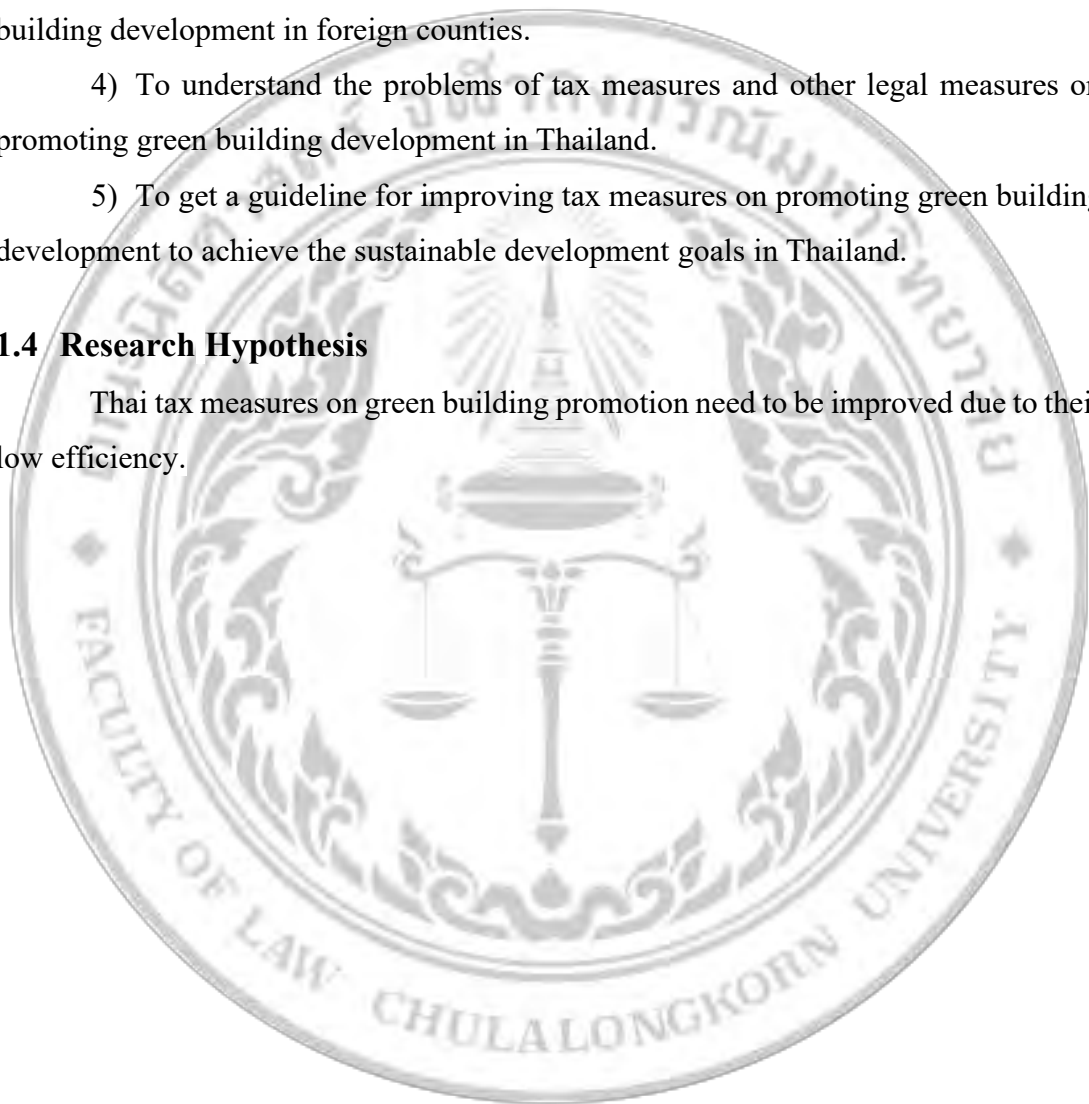 building development in foreign counties.
4) To understand the problems of tax measures and other legal measures on
promoting green building development in Thailand.
5) To get a guideline for improving tax measures on promoting green building
development to achieve the sustainable development goals in Thailand.
1.4 Research Hypothesis
Thai tax measures on green building promotion need to be improved due to their
low efficiency.
FACULTY OF LAW CHULALONGKORN UNIVERSITY